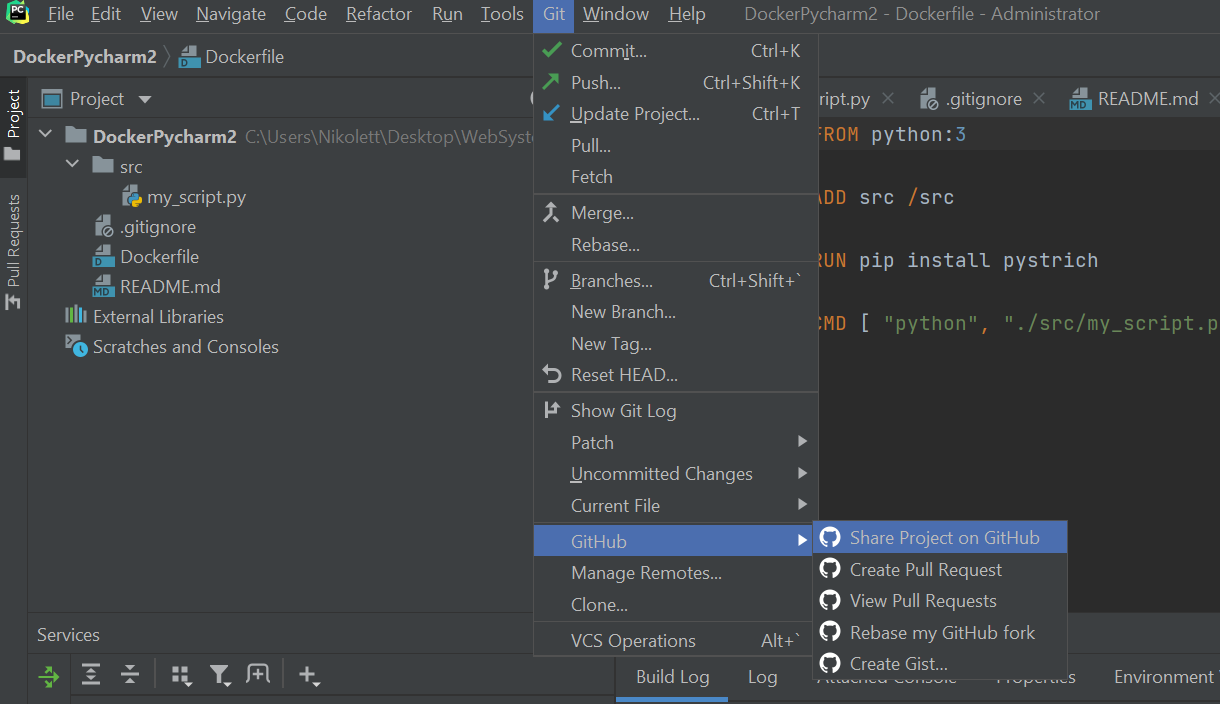 PC File Edit View Navigate Code Refactor Run Tools Git Window Help DockerPycharm2 - Dockerfile - Administrator
DockerPycharm2 Dockerfile
Project
Pull Requests
Project
DockerPycharm2 C:\Users\Nikolett\Desktop\WebSyste
src
my_script.py
.gitignore
Dockerfile
README.md
External Libraries
Scratches and Consoles
Commit... Ctrl+K
Push... Ctrl+Shift+K
Update Project... Ctrl+T
Pull...
Fetch
Merge...
Rebase...
Branches... Ctrl+Shift+`
New Branch...
New Tag...
Reset HEAD...
Show Git Log
Patch
Uncommitted Changes
Current File
GitHub
Manage Remotes...
Clone...
VCS Operations Alt+`
Share Project on GitHub
Create Pull Request
View Pull Requests
Rebase my GitHub fork
Create Gist...
ript.py .gitignore README.md
FROM python:3
ADD src /src
RUN pip install pystrich
CMD [ "python", "./src/my_script.p
Services
Build Log Log Attached Console Properties Environment